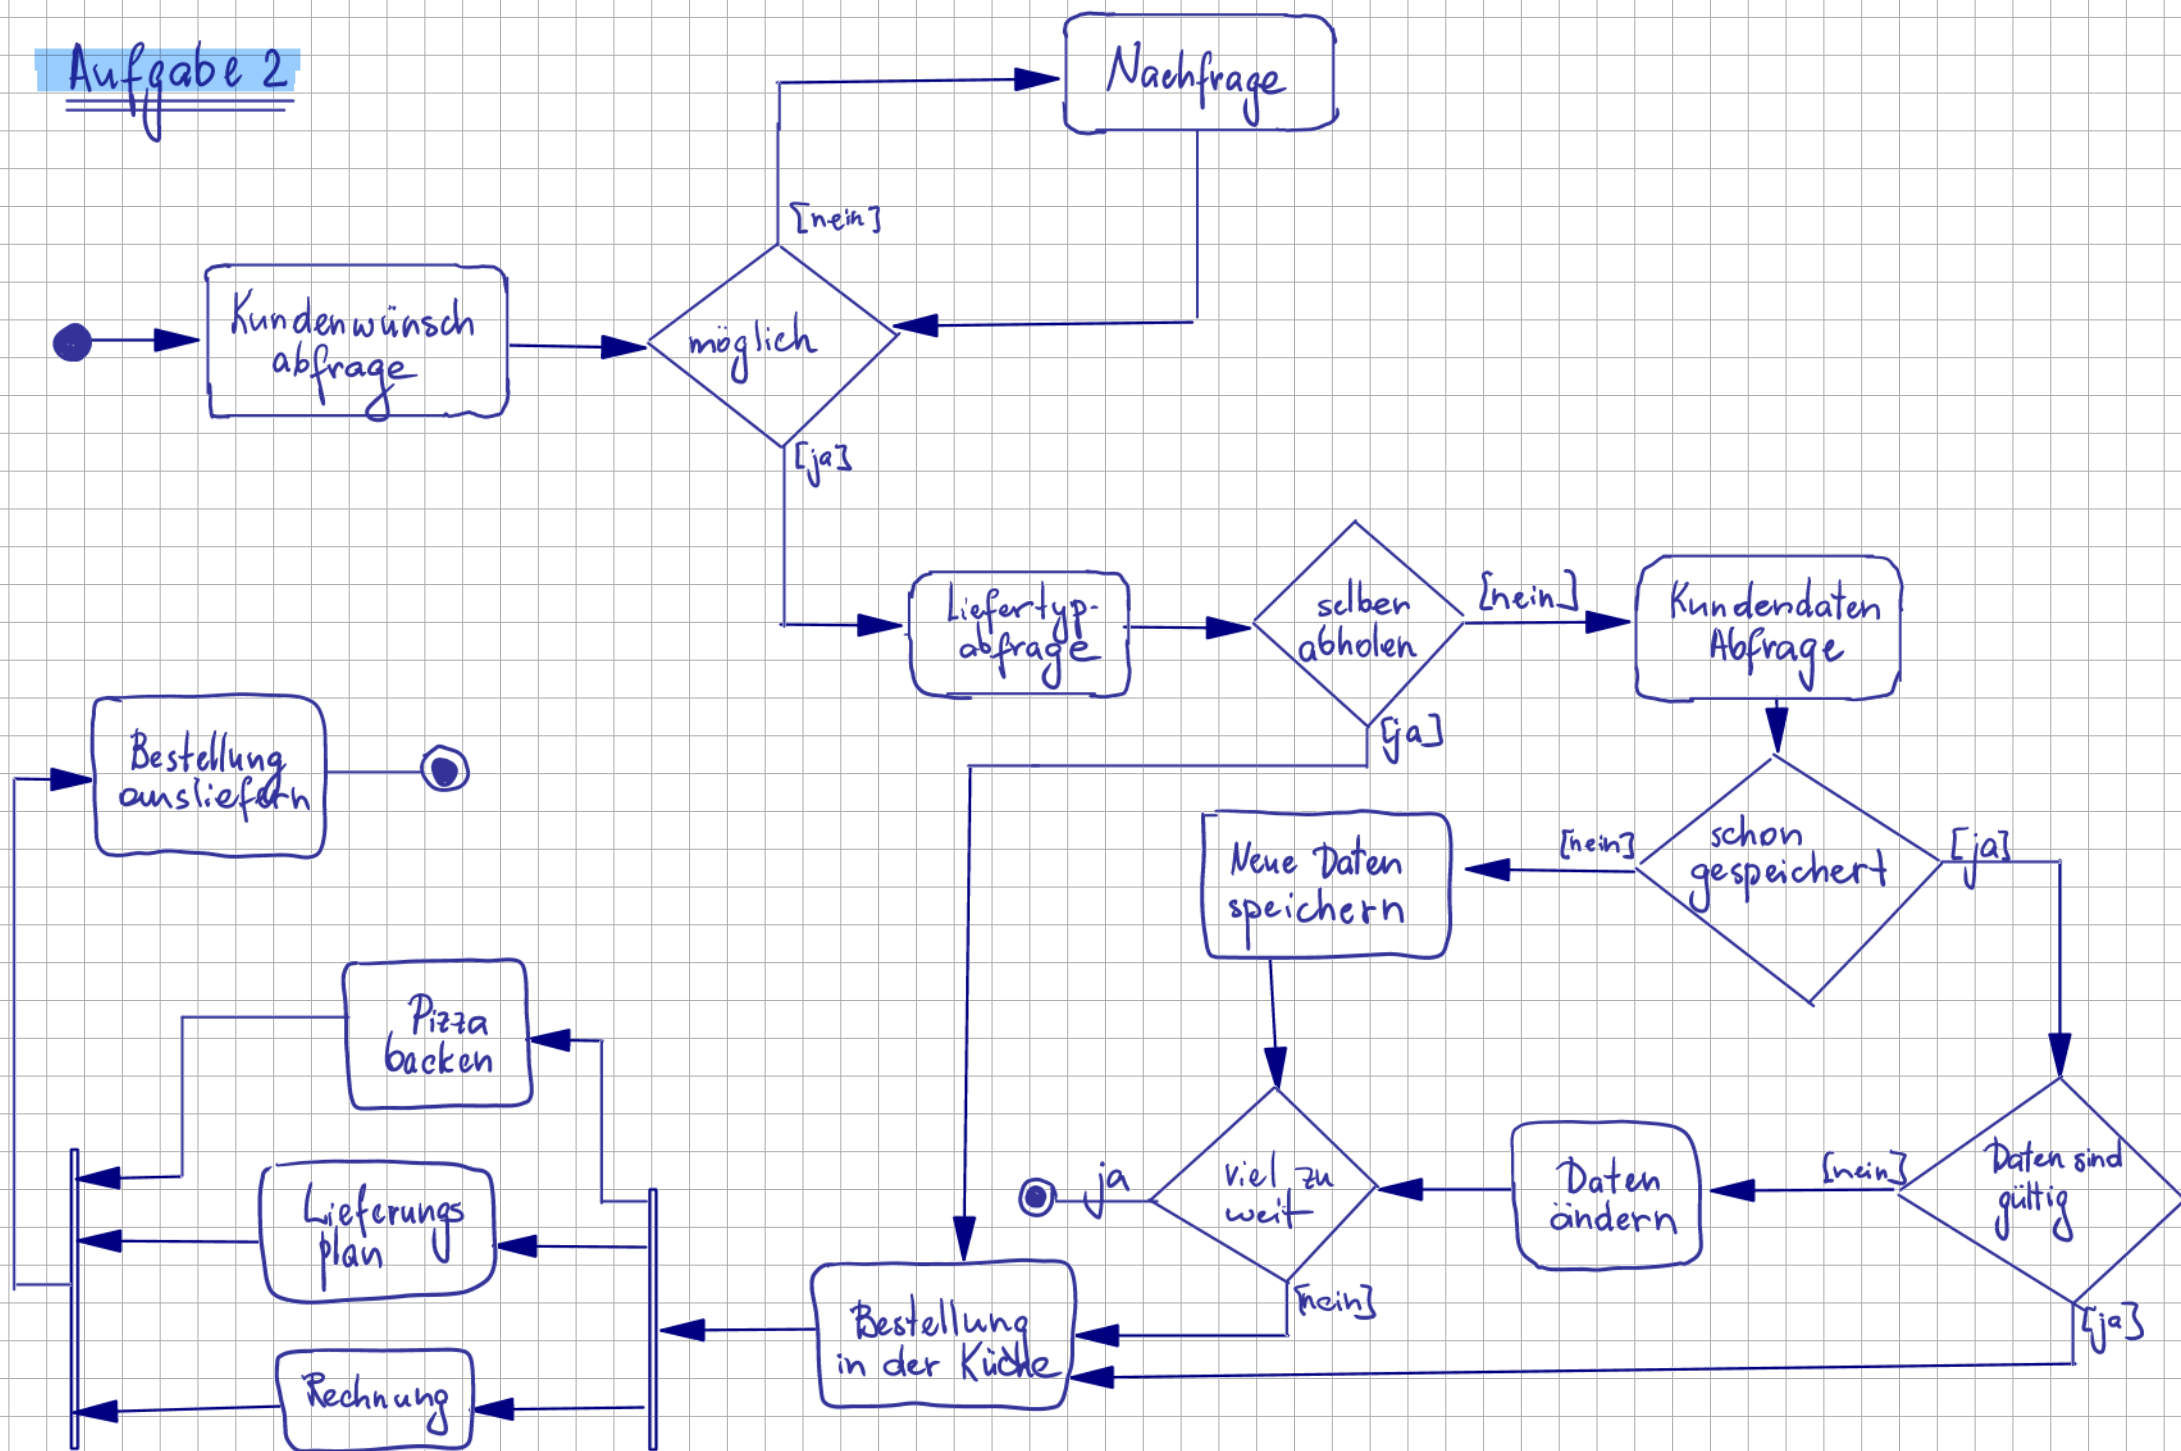 Aufgabe 2
Nachfrage
[nein]
Kundenwünsch
abfrage
möglich
[ja]
Liefertyp-
abfrage
selber
abholen
[nein]
Kundendaten
Abfrage
[ja]
Bestellung
ausliefern
schon
gespeichert
[nein]
[ja]
Neue Daten
speichern
Pizza
backen
Lieferungs
plan
Rechnung
ja
viel zu
weit
[nein]
Daten
ändern
[nein]
Daten sind
gültig
[ja]
Bestellung
in der Küche